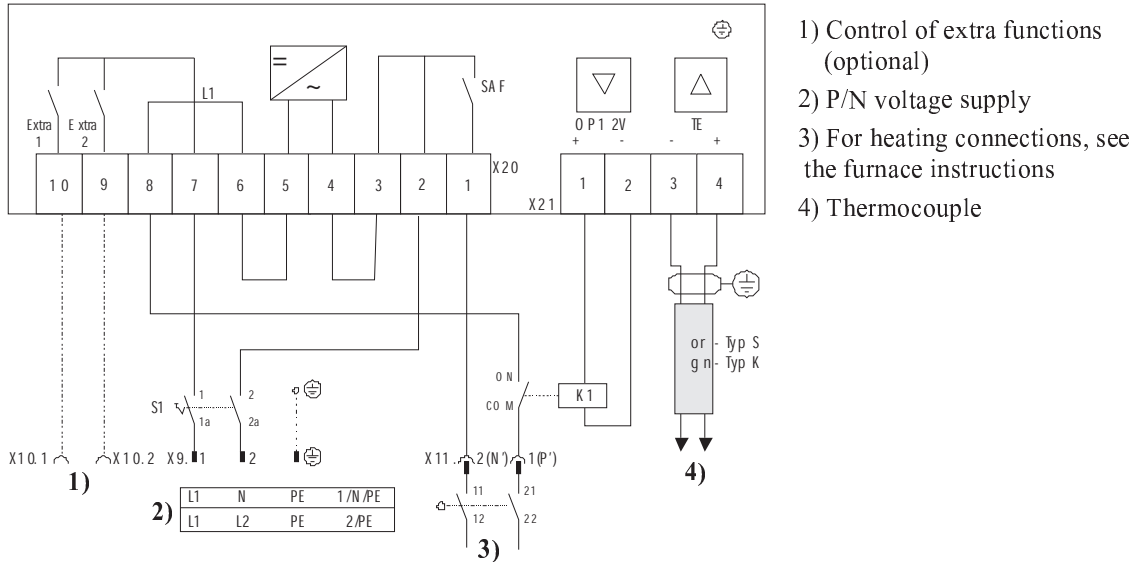 =
~
L1
SAF
Extra
1
Extra
2
OP1 2V
+ -
TE
- +
10 9 8 7 6 5 4 3 2 1
X20
X21
1 2 3 4
1) Control of extra functions
(optional)
2) P/N voltage supply
3) For heating connections, see
the furnace instructions
4) Thermocouple
or - Typ S
gn - Typ K
ON
COM
K1
S1
1 2
1a 2a
X10.1
X10.2
X9. 1 2
X11. 2(N') 1(P')
1)
2)
L1 N PE 1/N/PE
L1 L2 PE 2/PE
11 21
12 22
3)
4)